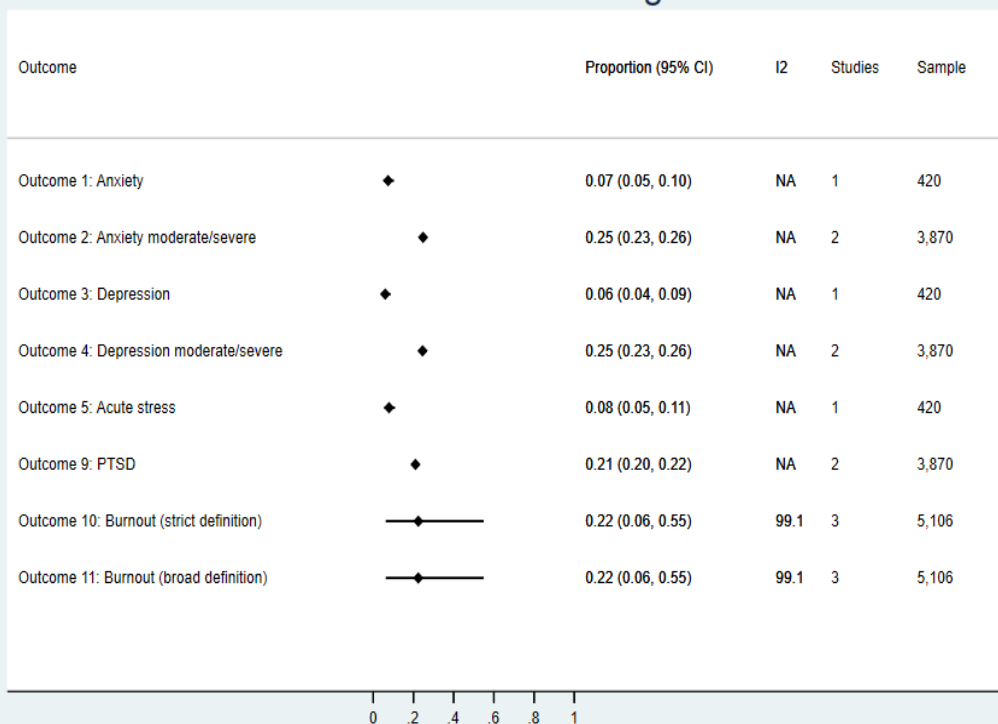 Outcome Proportion (95% CI) I2 Studies Sample
Outcome 1: Anxiety 0.07 (0.05, 0.10) NA 1 420
Outcome 2: Anxiety moderate/severe 0.25 (0.23, 0.26) NA 2 3,870
Outcome 3: Depression 0.06 (0.04, 0.09) NA 1 420
Outcome 4: Depression moderate/severe 0.25 (0.23, 0.26) NA 2 3,870
Outcome 5: Acute stress 0.08 (0.05, 0.11) NA 1 420
Outcome 9: PTSD 0.21 (0.20, 0.22) NA 2 3,870
Outcome 10: Burnout (strict definition) 0.22 (0.06, 0.55) 99.1 3 5,106
Outcome 11: Burnout (broad definition) 0.22 (0.06, 0.55) 99.1 3 5,106
0 .2 .4 .6 .8 1